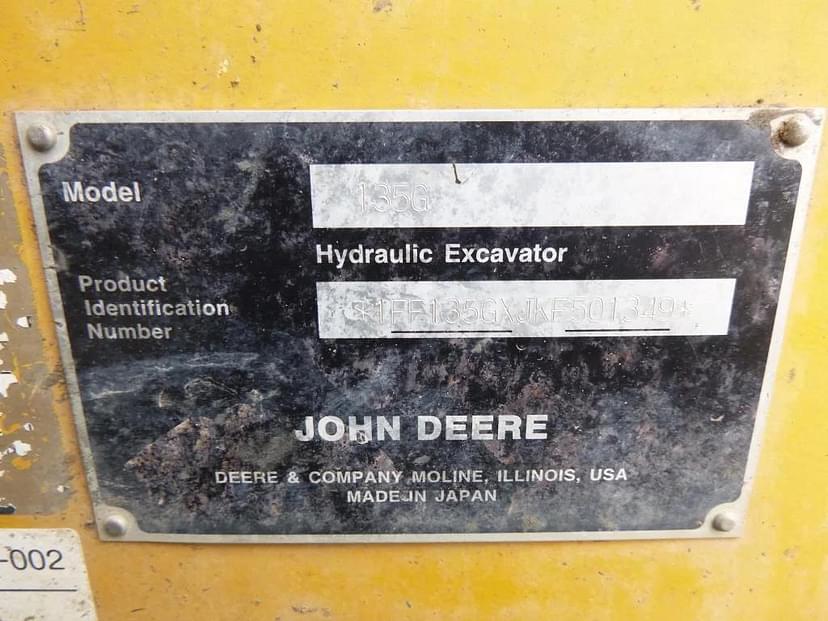 Model 135G
Hydraulic Excavator
Product
Identification
Number
*1FF135GXJKF501349*
JOHN DEERE
DEERE & COMPANY MOLINE, ILLINOIS, USA
MADE IN JAPAN
-002